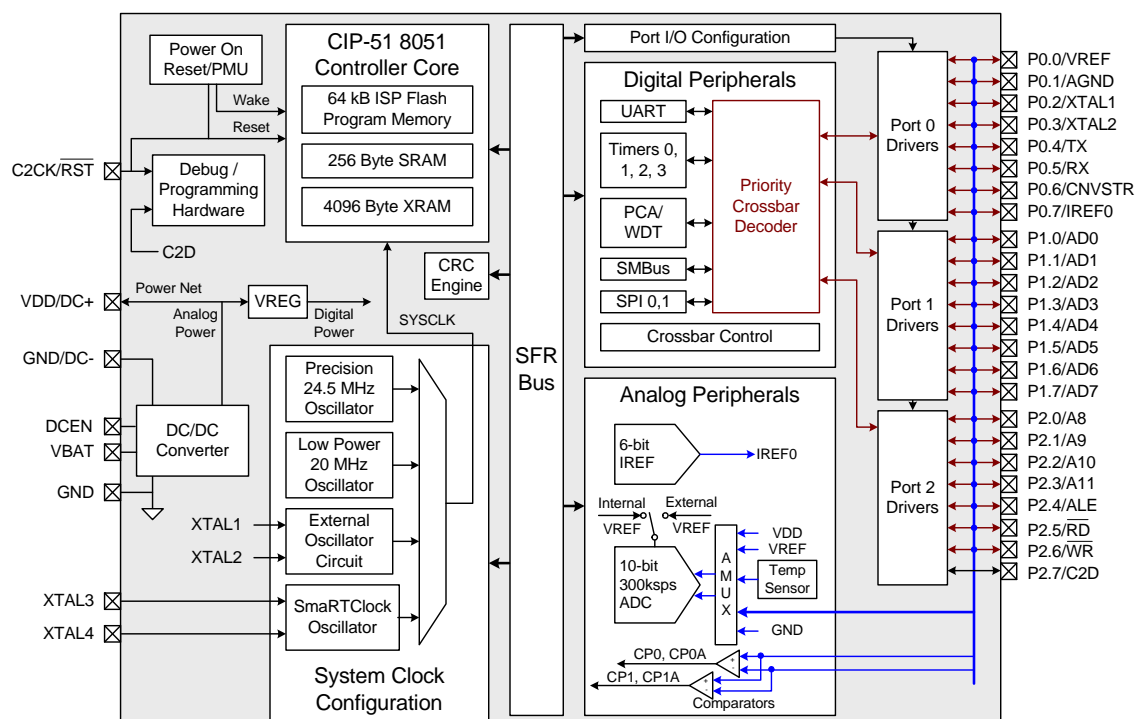 Power On
Reset/PMU
Wake
Reset
C2CK/RST
Debug /
Programming
Hardware
C2D
CIP-51 8051
Controller Core
64 kB ISP Flash
Program Memory
256 Byte SRAM
4096 Byte XRAM
CRC
Engine
VDD/DC+
Power Net
Analog
Power
VREG
Digital
Power
SYSCLK
GND/DC-
DCEN
VBAT
GND
DC/DC
Converter
Precision
24.5 MHz
Oscillator
Low Power
20 MHz
Oscillator
XTAL1
XTAL2
External
Oscillator
Circuit
XTAL3
XTAL4
SmaRTClock
Oscillator
System Clock
Configuration
SFR
Bus
Port I/O Configuration
Digital Peripherals
UART
Timers 0,
1, 2, 3
PCA/
WDT
SMBus
SPI 0,1
Priority
Crossbar
Decoder
Crossbar Control
Analog Peripherals
6-bit
IREF
IREF0
Internal
VREF
External
VREF
10-bit
300ksps
ADC
A
M
U
X
VDD
VREF
Temp
Sensor
GND
CP0, CP0A
+
-
CP1, CP1A
+
-
Comparators
Port 0
Drivers
Port 1
Drivers
Port 2
Drivers
P0.0/VREF
P0.1/AGND
P0.2/XTAL1
P0.3/XTAL2
P0.4/TX
P0.5/RX
P0.6/CNVSTR
P0.7/IREF0
P1.0/AD0
P1.1/AD1
P1.2/AD2
P1.3/AD3
P1.4/AD4
P1.5/AD5
P1.6/AD6
P1.7/AD7
P2.0/A8
P2.1/A9
P2.2/A10
P2.3/A11
P2.4/ALE
P2.5/RD
P2.6/WR
P2.7/C2D